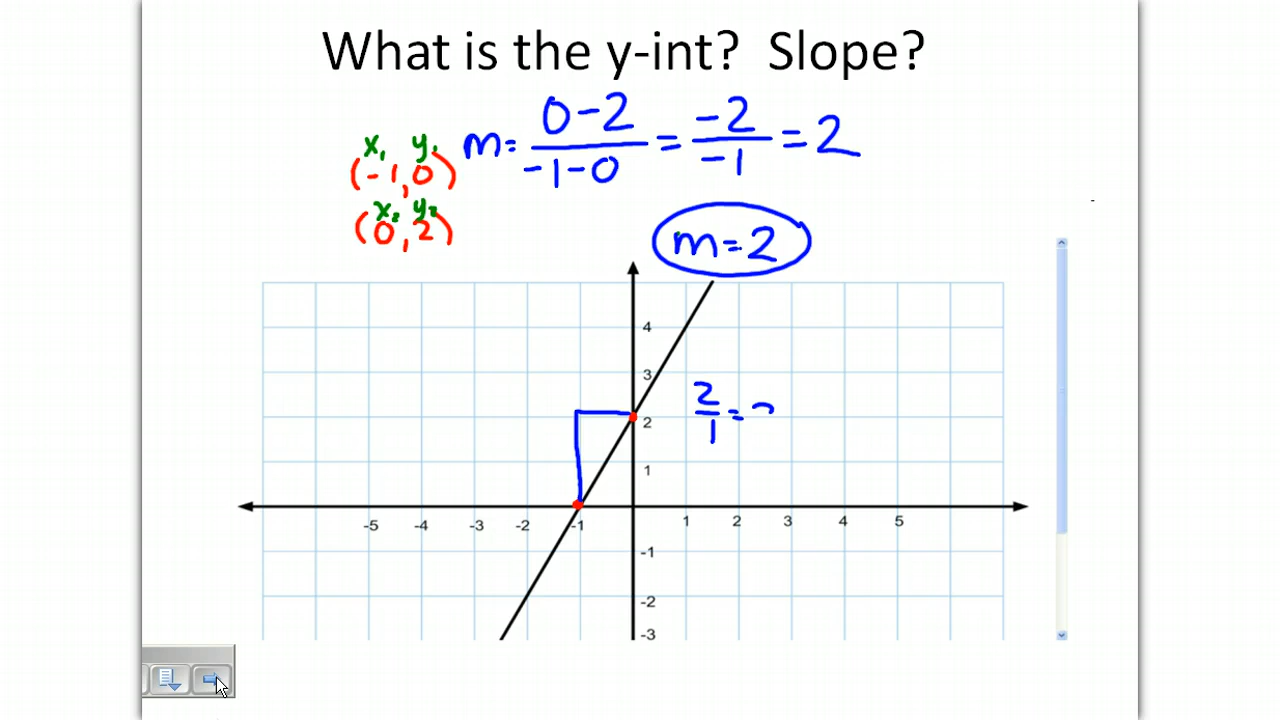 What is the y-int? Slope?
x₁ y₁
(-1,0)
m= 0-2/-1-0 = -2/-1 =2
x₂ y₂
(0,2)
m=2
4
3
2/1 =
2
1
-5 -4 -3 -2 -1 1 2 3 4 5
-1
-2
-3